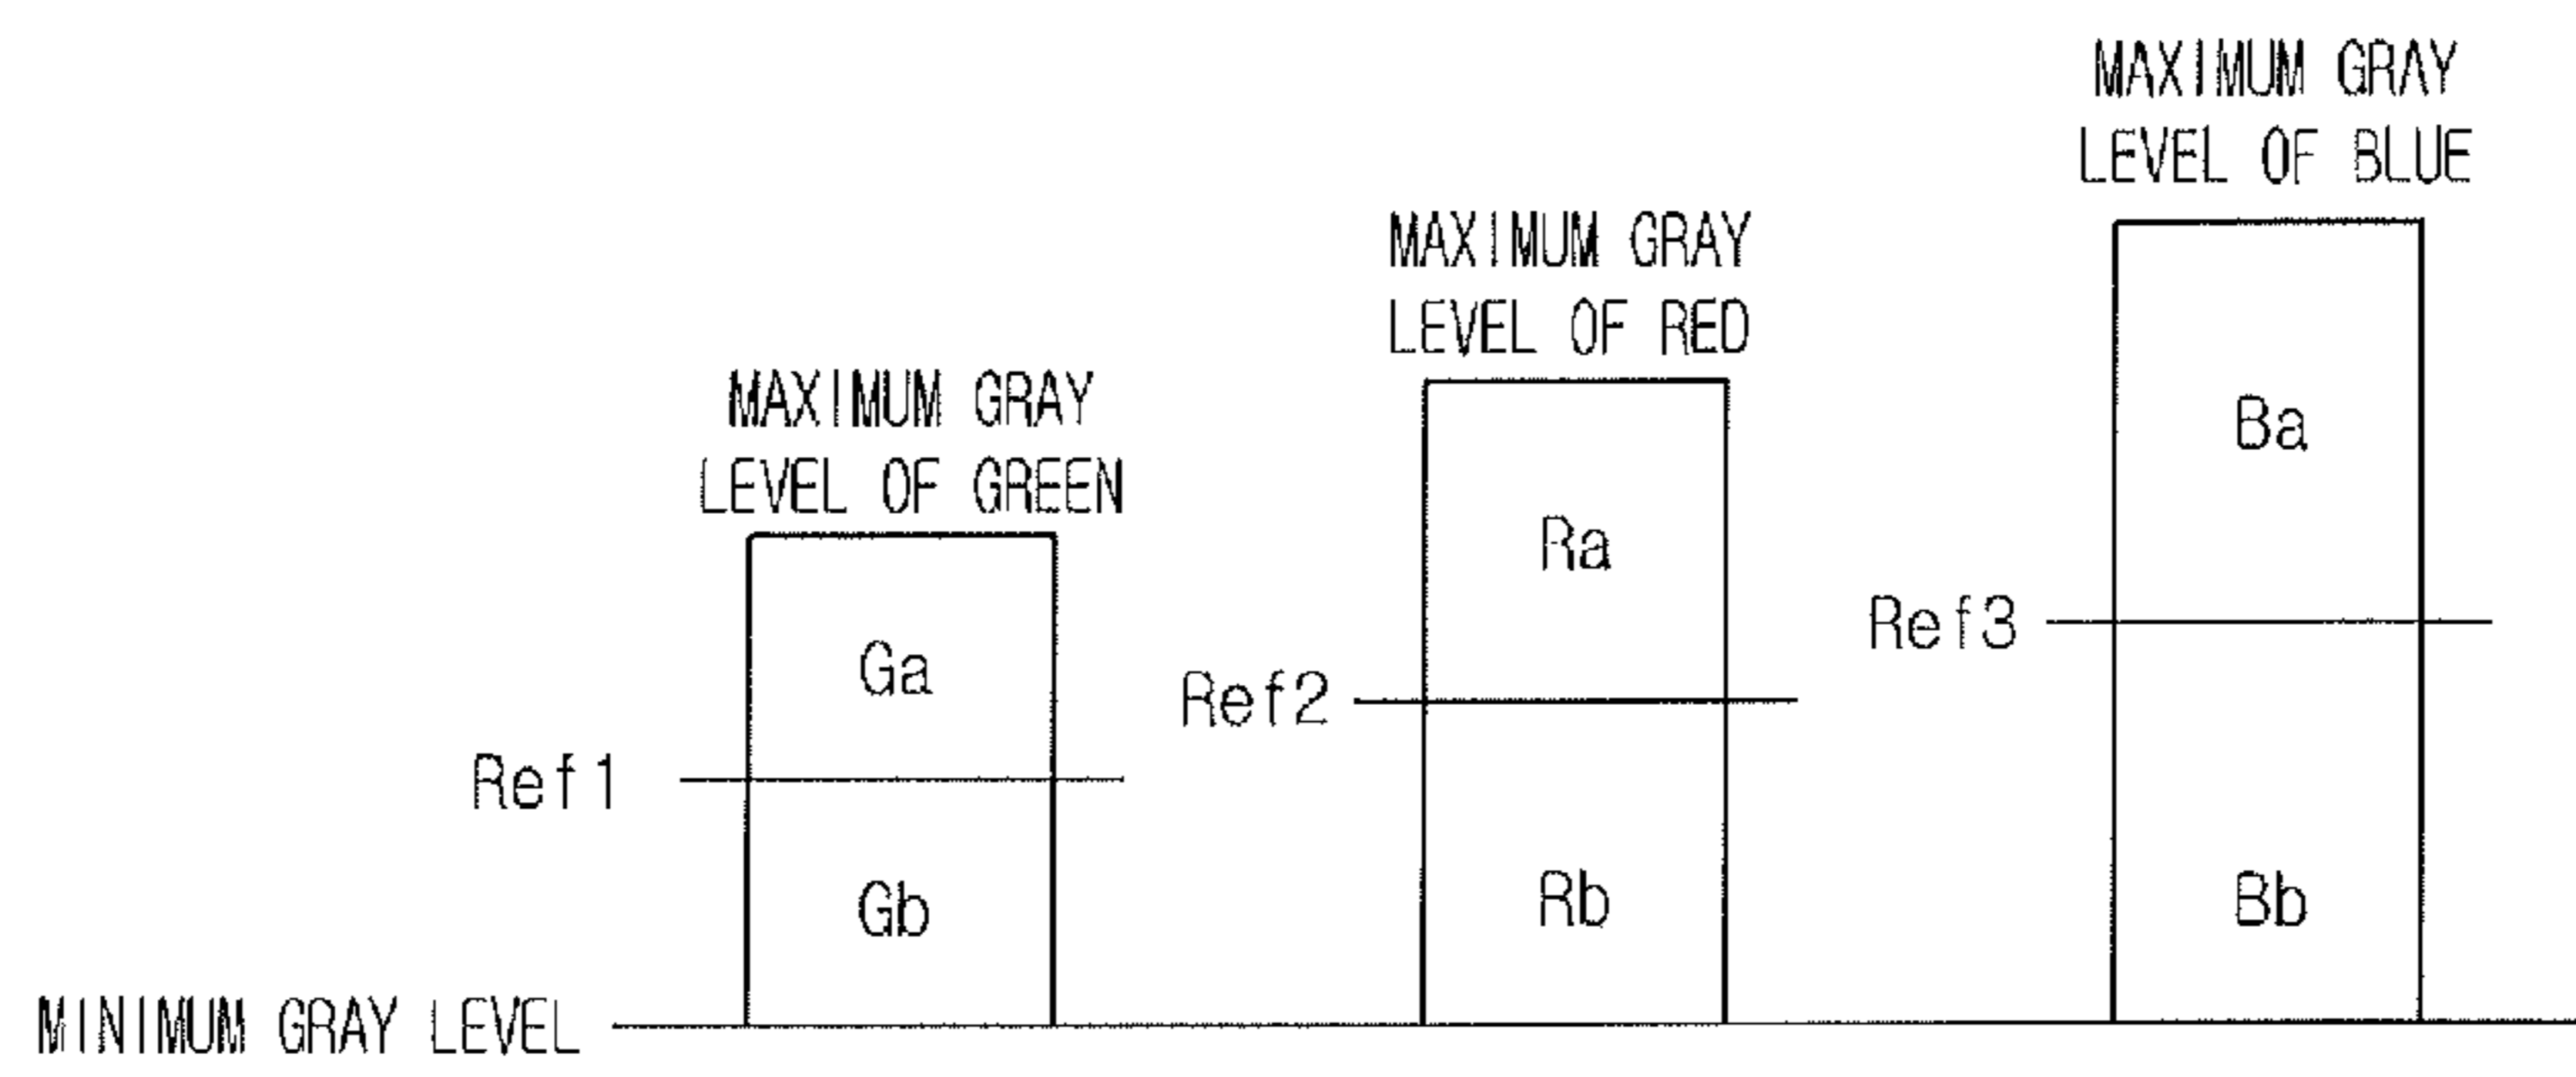 MAXIMUM GRAY
LEVEL OF BLUE
MAXIMUM GRAY
LEVEL OF RED
MAXIMUM GRAY
LEVEL OF GREEN
Ba
Ra
Ref3
Ga
Ref2
Ref1
Gb
Rb
Bb
MINIMUM GRAY LEVEL